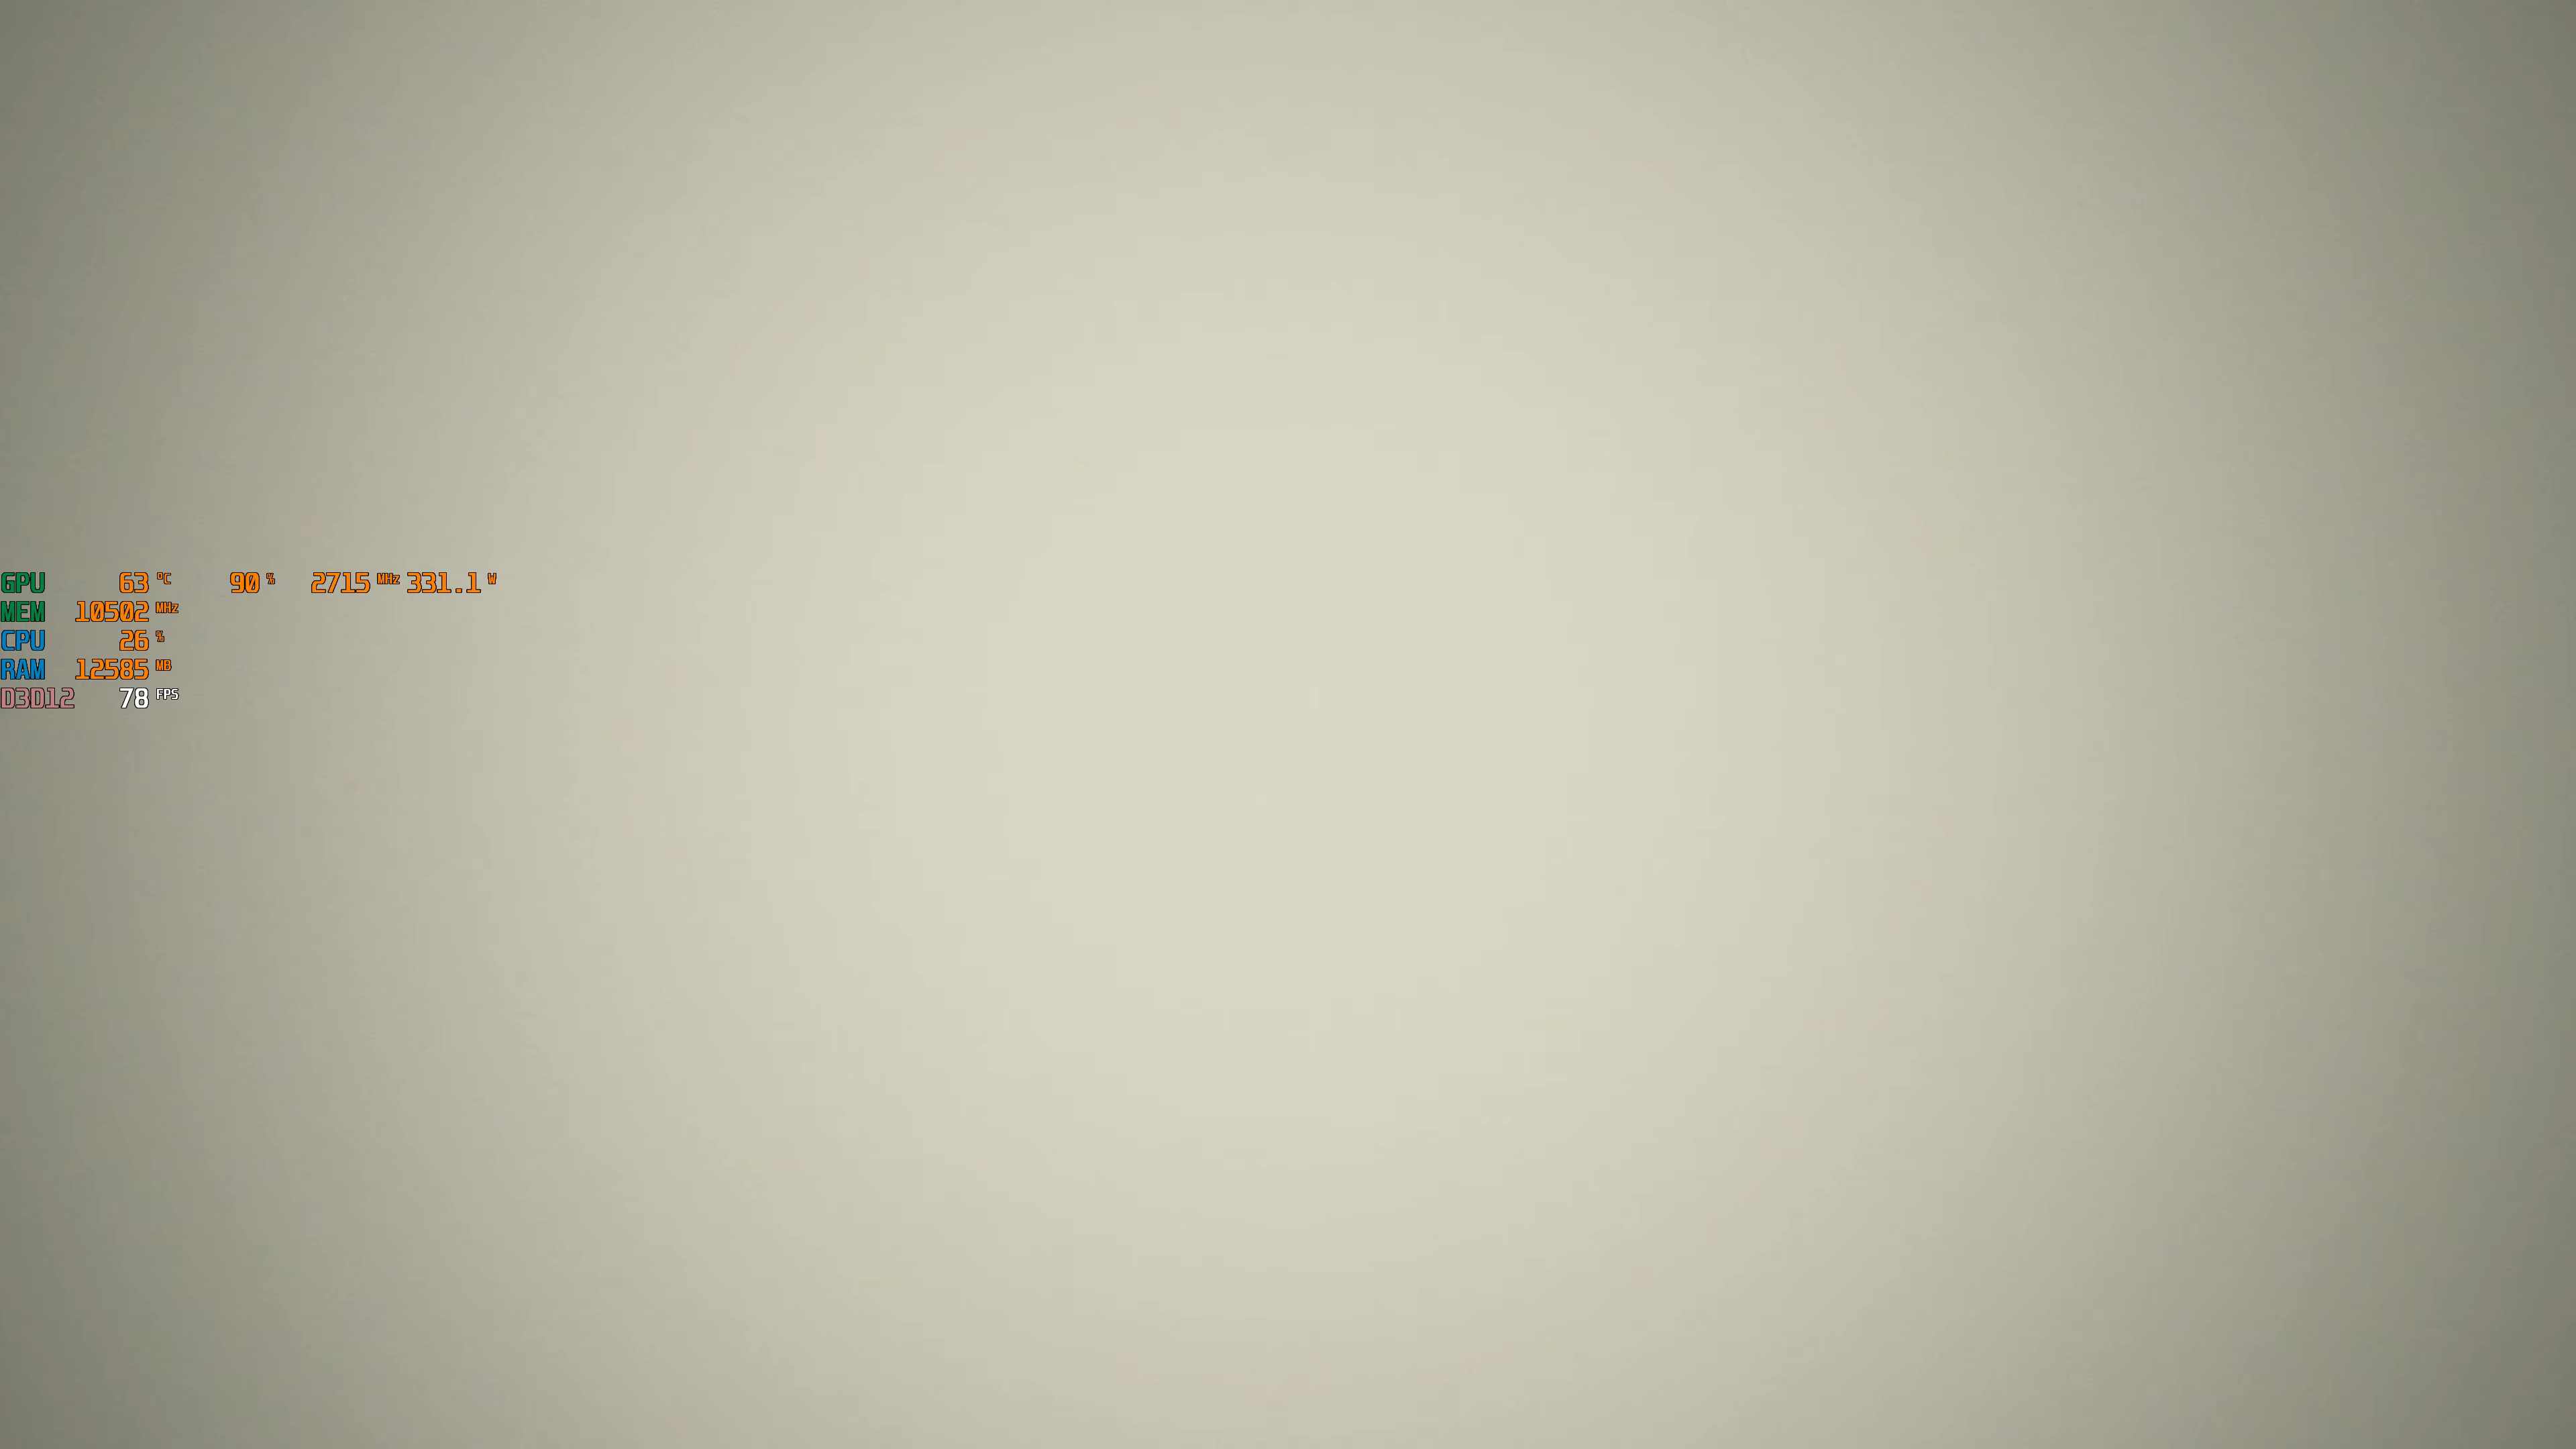 GPU 63 °C 90 % 2715 MHz 331.1 W
MEM 10502 MHz
CPU 26 %
RAM 12585 MB
D3D12 78 FPS